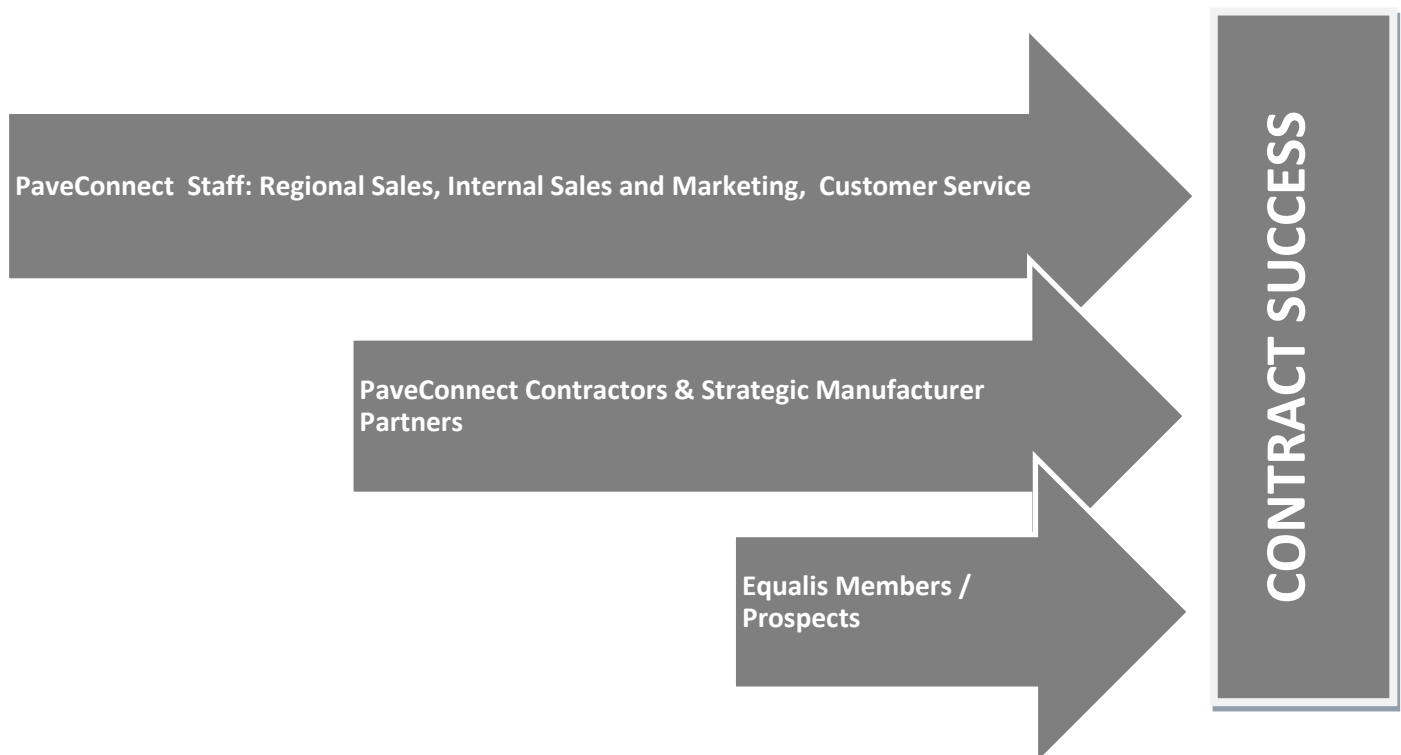 PaveConnect  Staff: Regional Sales, Internal Sales and Marketing,  Customer Service
PaveConnect Contractors & Strategic Manufacturer
Partners
Equalis Members /
Prospects
CONTRACT SUCCESS